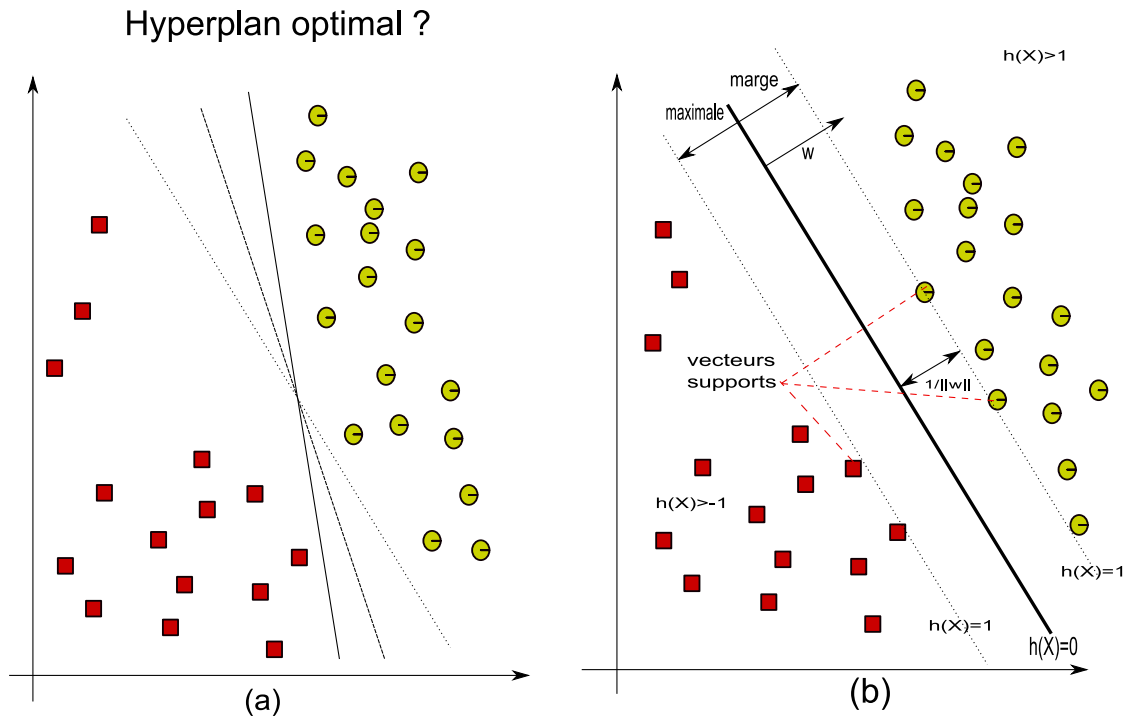 Hyperplan optimal ?
(a)
h(X)>1
marge
maximale
w
vecteurs
supports
1/||w||
h(X)>-1
h(X)=1
h(X)=1
h(X)=0
(b)